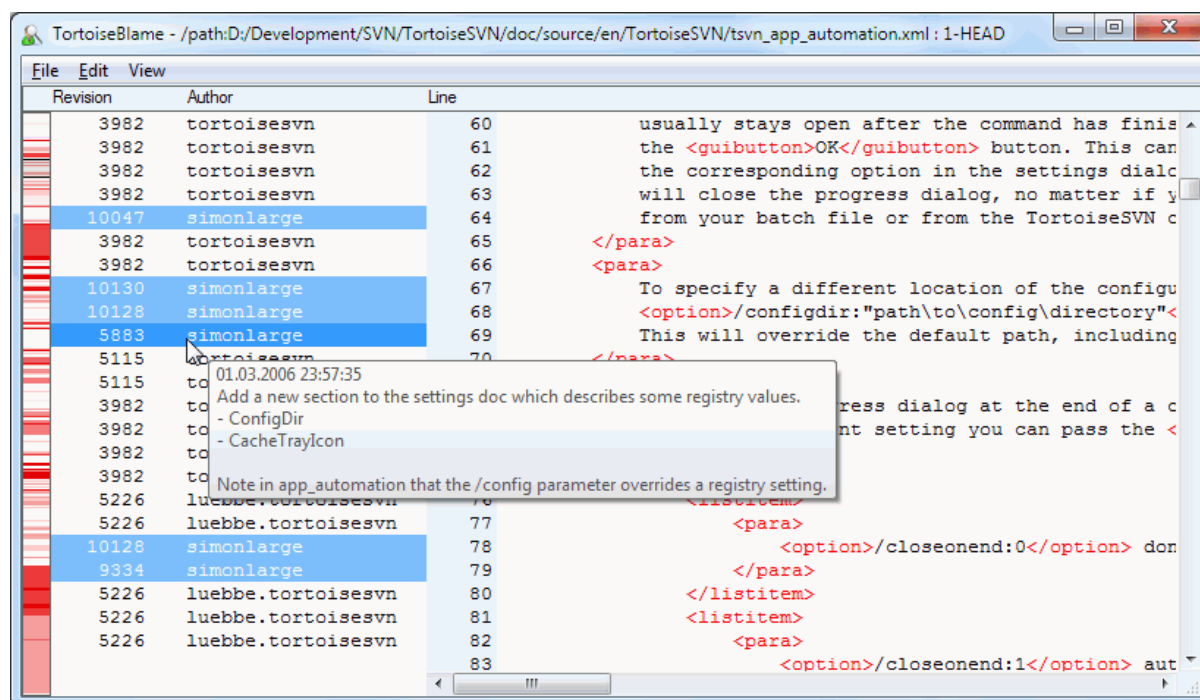 TortoiseBlame - /path:D:/Development/SVN/TortoiseSVN/doc/source/en/TortoiseSVN/tsvn_app_automation.xml : 1-HEAD
File Edit View
Revision Author Line
3982 tortoisesvn 60 usually stays open after the command has finis
3982 tortoisesvn 61 the <guibutton>OK</guibutton> button. This can
3982 tortoisesvn 62 the corresponding option in the settings dialc
3982 tortoisesvn 63 will close the progress dialog, no matter if y
10047 simonlarge 64 from your batch file or from the TortoiseSVN c
3982 tortoisesvn 65 </para>
3982 tortoisesvn 66 <para>
10130 simonlarge 67 To specify a different location of the configu
10128 simonlarge 68 <option>/configdir:"path\to\config\directory"<
5883 simonlarge 69 This will override the default path, including
5115 tortoisesvn 70 </para>
5115 to
3982 to ress dialog at the end of a c
3982 to nt setting you can pass the <
3982 to
3982 to
01.03.2006 23:57:35
Add a new section to the settings doc which describes some registry values.
- ConfigDir
- CacheTrayIcon
Note in app_automation that the /config parameter overrides a registry setting.
5226 luebbe.tortoisesvn 76 <listitem>
5226 luebbe.tortoisesvn 77 <para>
10128 simonlarge 78 <option>/closeonend:0</option> don
9334 simonlarge 79 </para>
5226 luebbe.tortoisesvn 80 </listitem>
5226 luebbe.tortoisesvn 81 <listitem>
5226 luebbe.tortoisesvn 82 <para>
83 <option>/closeonend:1</option> aut